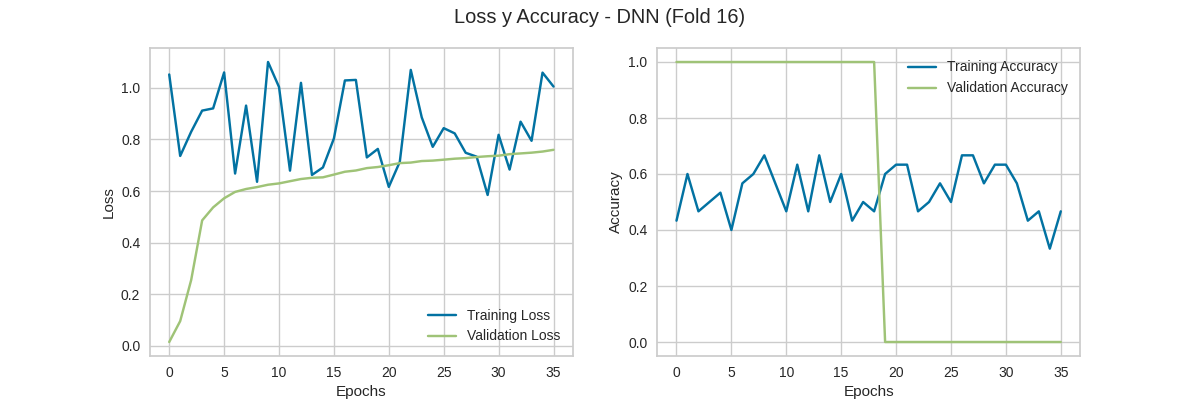 Loss y Accuracy - DNN (Fold 16)
Loss
1.0
0.8
0.6
0.4
0.2
0.0
Training Loss
Validation Loss
0 5 10 15 20 25 30 35
Epochs
Accuracy
1.0
0.8
0.6
0.4
0.2
0.0
Training Accuracy
Validation Accuracy
0 5 10 15 20 25 30 35
Epochs